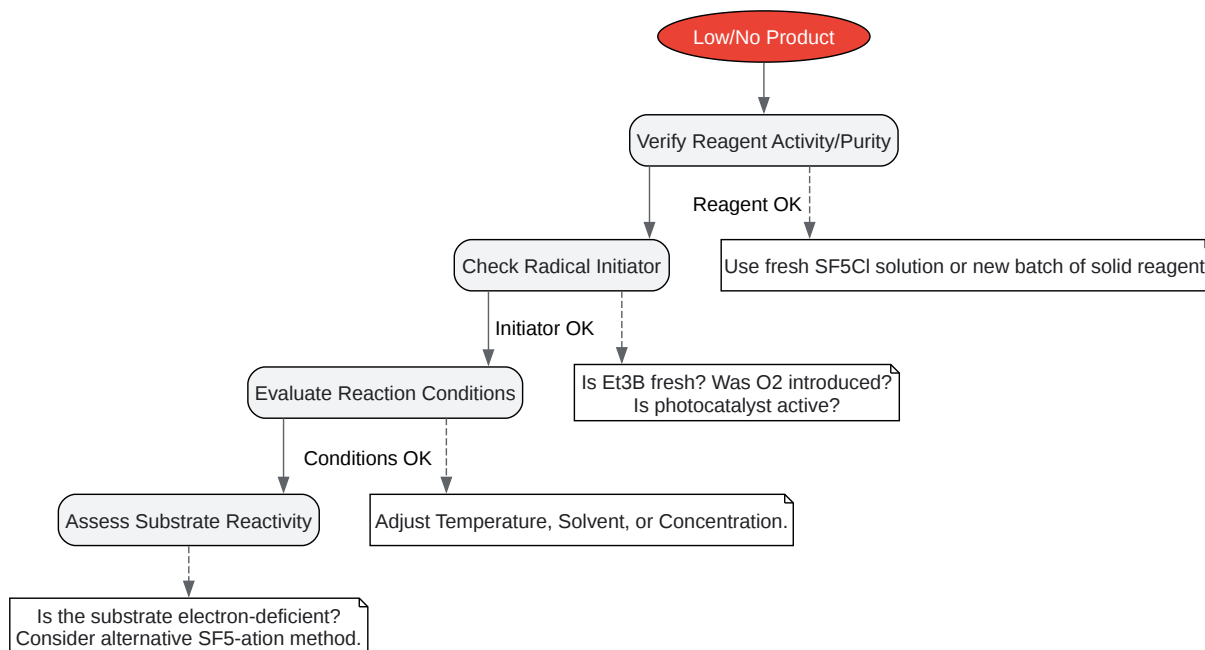 Low/No Product
Verify Reagent Activity/Purity
Reagent OK
Check Radical Initiator
Use fresh SF5Cl solution or new batch of solid reagent
Initiator OK
Evaluate Reaction Conditions
Is Et3B fresh? Was O2 introduced?
Is photocatalyst active?
Conditions OK
Assess Substrate Reactivity
Adjust Temperature, Solvent, or Concentration.
Is the substrate electron-deficient?
Consider alternative SF5-ation method.